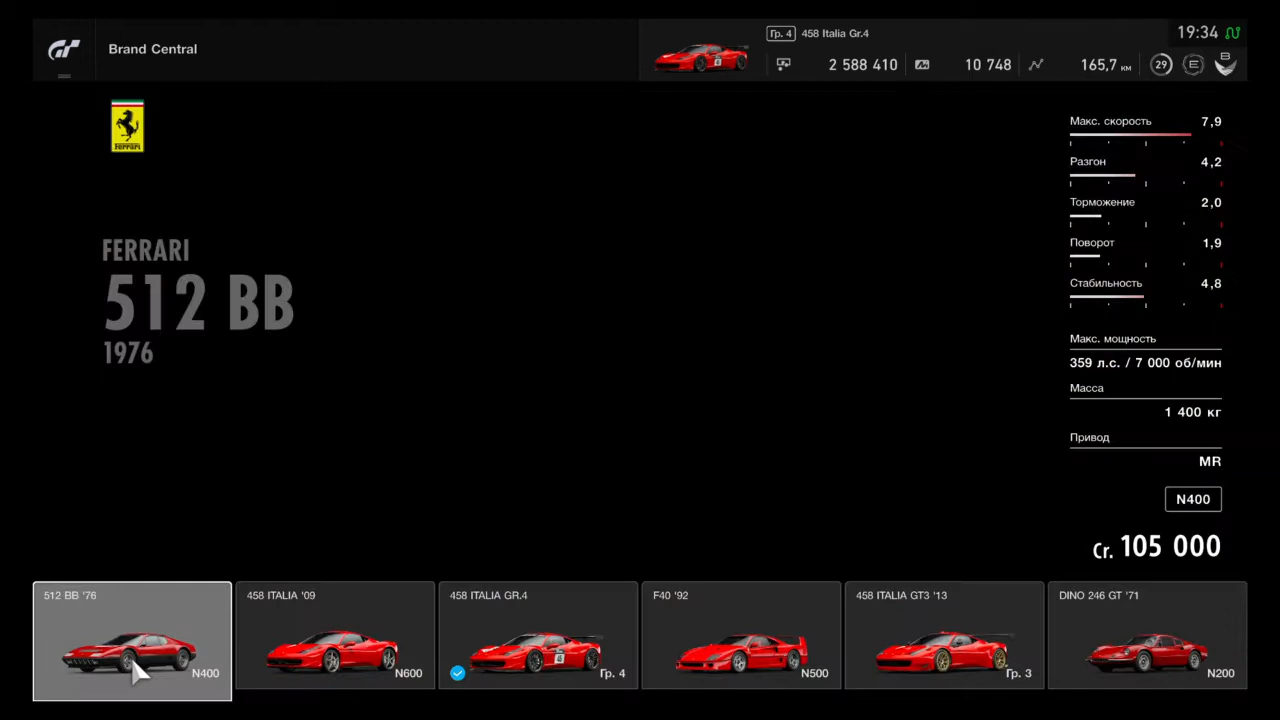 GT
Brand Central
Гр. 4 458 Italia Gr.4
19:34
2 588 410
10 748
165,7 км
29
E
B
Ferrari
FERRARI
512 BB
1976
Макс. скорость 7,9
Разгон 4,2
Торможение 2,0
Поворот 1,9
Стабильность 4,8
Макс. мощность
359 л.с. / 7 000 об/мин
Масса
1 400 кг
Привод
MR
N400
Cr. 105 000
512 BB '76
N400
458 ITALIA '09
N600
458 ITALIA GR.4
Гр. 4
F40 '92
N500
458 ITALIA GT3 '13
Гр. 3
DINO 246 GT '71
N200